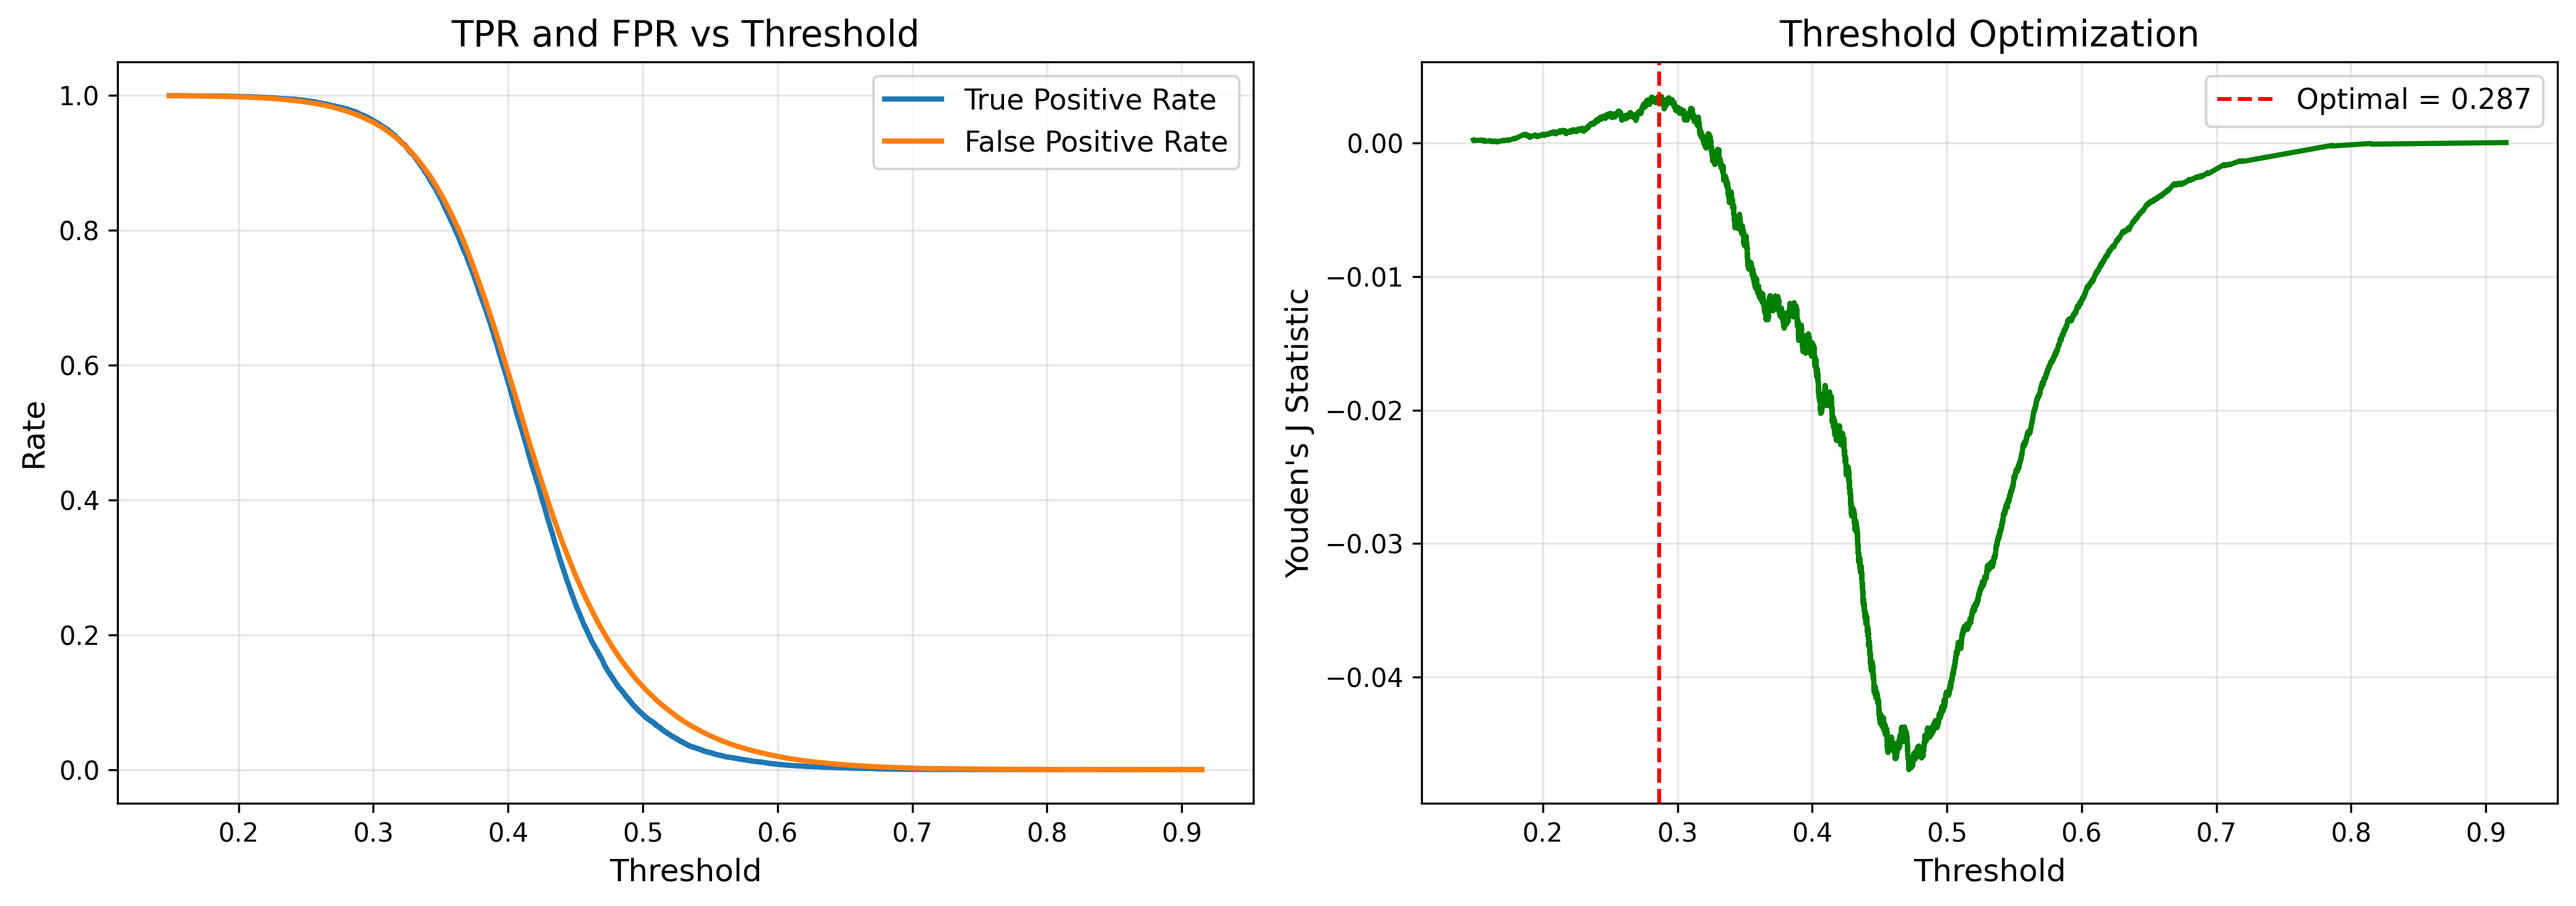 TPR and FPR vs Threshold
True Positive Rate
False Positive Rate
1.0
0.8
0.6
0.4
0.2
0.0
Rate
0.2 0.3 0.4 0.5 0.6 0.7 0.8 0.9
Threshold
Threshold Optimization
Optimal = 0.287
0.00
−0.01
−0.02
−0.03
−0.04
Youden's J Statistic
0.2 0.3 0.4 0.5 0.6 0.7 0.8 0.9
Threshold